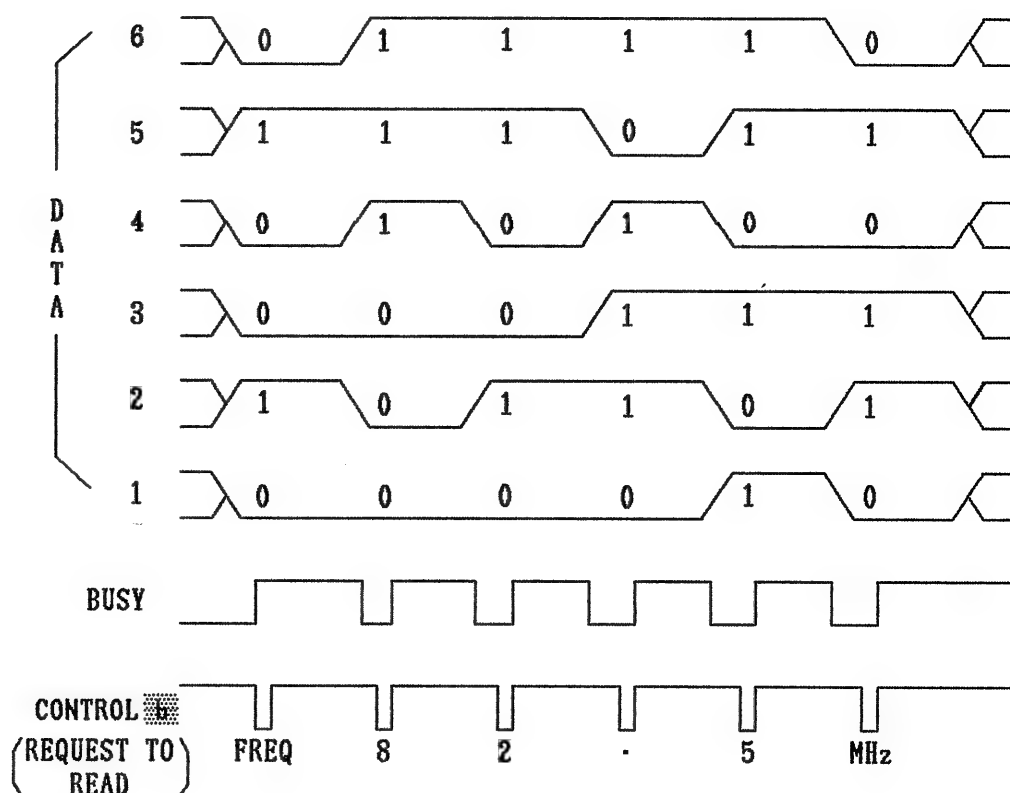 6 0 1 1 1 1 0
5 1 1 1 0 1 1
DATA
4 0 1 0 1 0 0
3 0 0 0 1 1 1
2 1 0 1 1 0 1
1 0 0 0 0 1 0
BUSY
CONTROL b
(REQUEST TO READ)
FREQ 8 2 . 5 MHz